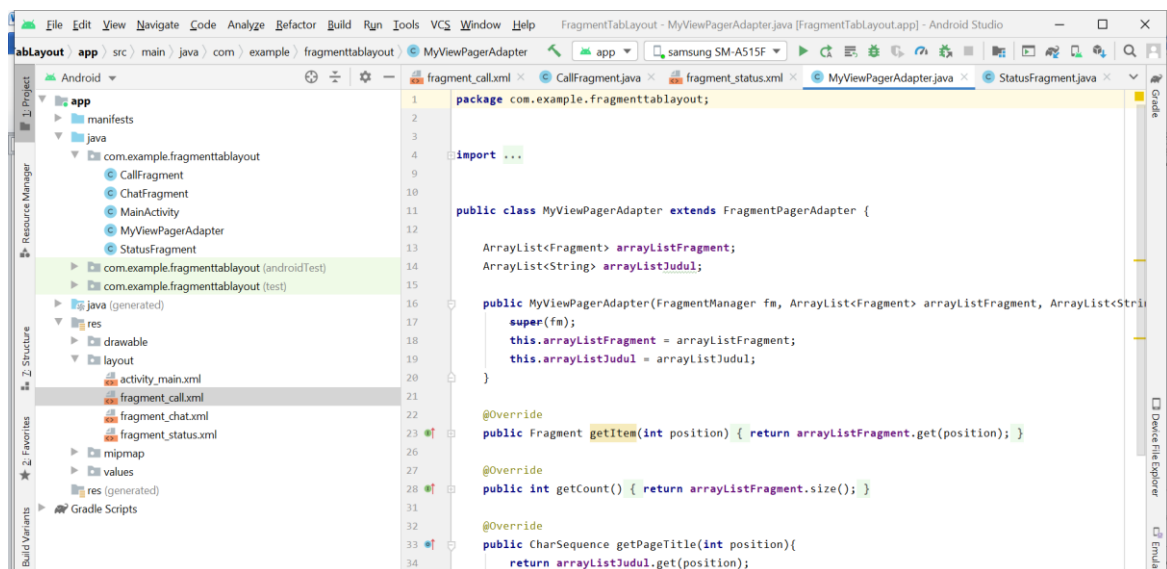 File Edit View Navigate Code Analyze Refactor Build Run Tools VCS Window Help FragmentTabLayout - MyViewPagerAdapter.java [FragmentTabLayout.app] - Android Studio
abLayout app src main java com example fragmenttablayout MyViewPagerAdapter app samsung SM-A515F
Android
fragment_call.xml CallFragment.java fragment_status.xml MyViewPagerAdapter.java StatusFragment.java
1: Project
Resource Manager
7: Structure
2: Favorites
Build Variants
app
manifests
java
com.example.fragmenttablayout
CallFragment
ChatFragment
MainActivity
MyViewPagerAdapter
StatusFragment
com.example.fragmenttablayout (androidTest)
com.example.fragmenttablayout (test)
java (generated)
res
drawable
layout
activity_main.xml
fragment_call.xml
fragment_chat.xml
fragment_status.xml
mipmap
values
res (generated)
Gradle Scripts
1 package com.example.fragmenttablayout;
2
3
4 import ...
9
10
11 public class MyViewPagerAdapter extends FragmentPagerAdapter {
12
13 ArrayList<Fragment> arrayListFragment;
14 ArrayList<String> arrayListJudul;
15
16 public MyViewPagerAdapter(FragmentManager fm, ArrayList<Fragment> arrayListFragment, ArrayList<Stri
17 super(fm);
18 this.arrayListFragment = arrayListFragment;
19 this.arrayListJudul = arrayListJudul;
20 }
21
22 @Override
23 public Fragment getItem(int position) { return arrayListFragment.get(position); }
26
27 @Override
28 public int getCount() { return arrayListFragment.size(); }
31
32 @Override
33 public CharSequence getPageTitle(int position){
34 return arrayListJudul.get(position);
Gradle
Device File Explorer
Emula